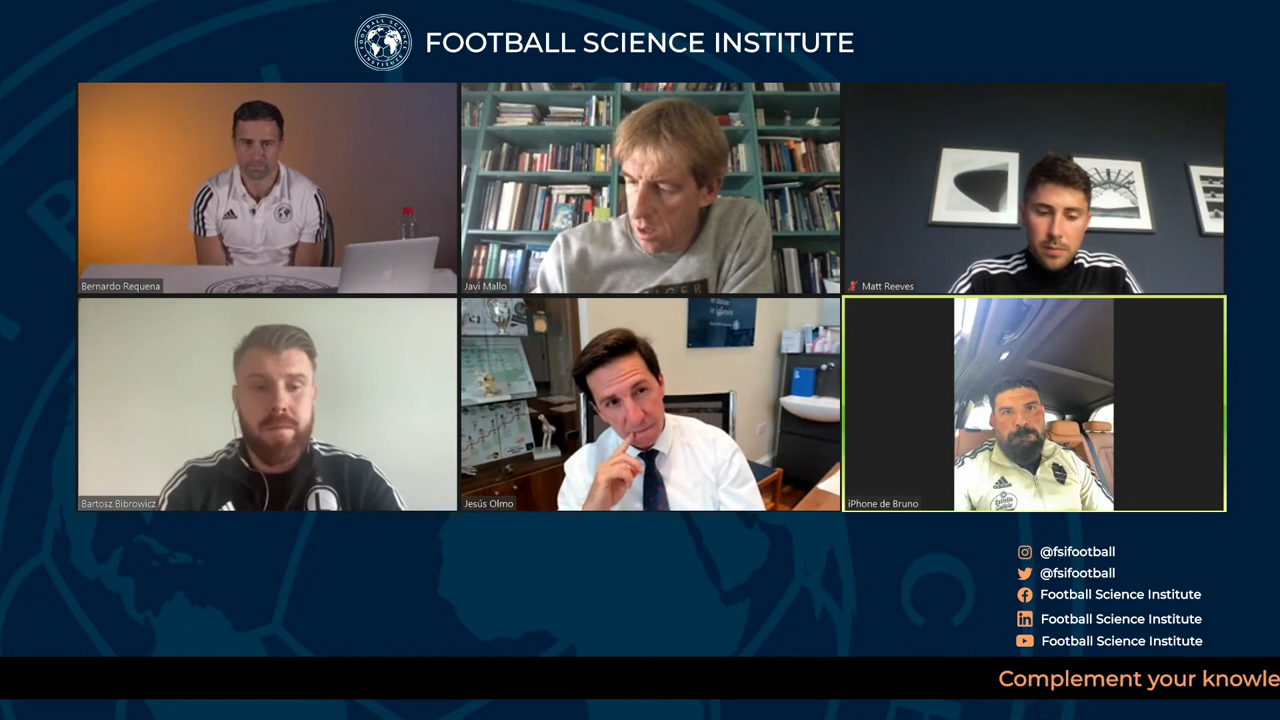 FOOTBALL SCIENCE INSTITUTE
Bernardo Requena
Javi Mallo
Matt Reeves
Bartosz Bibrowicz
Jesús Olmo
iPhone de Bruno
@fsifootball
@fsifootball
Football Science Institute
Football Science Institute
Football Science Institute
Complement your knowle